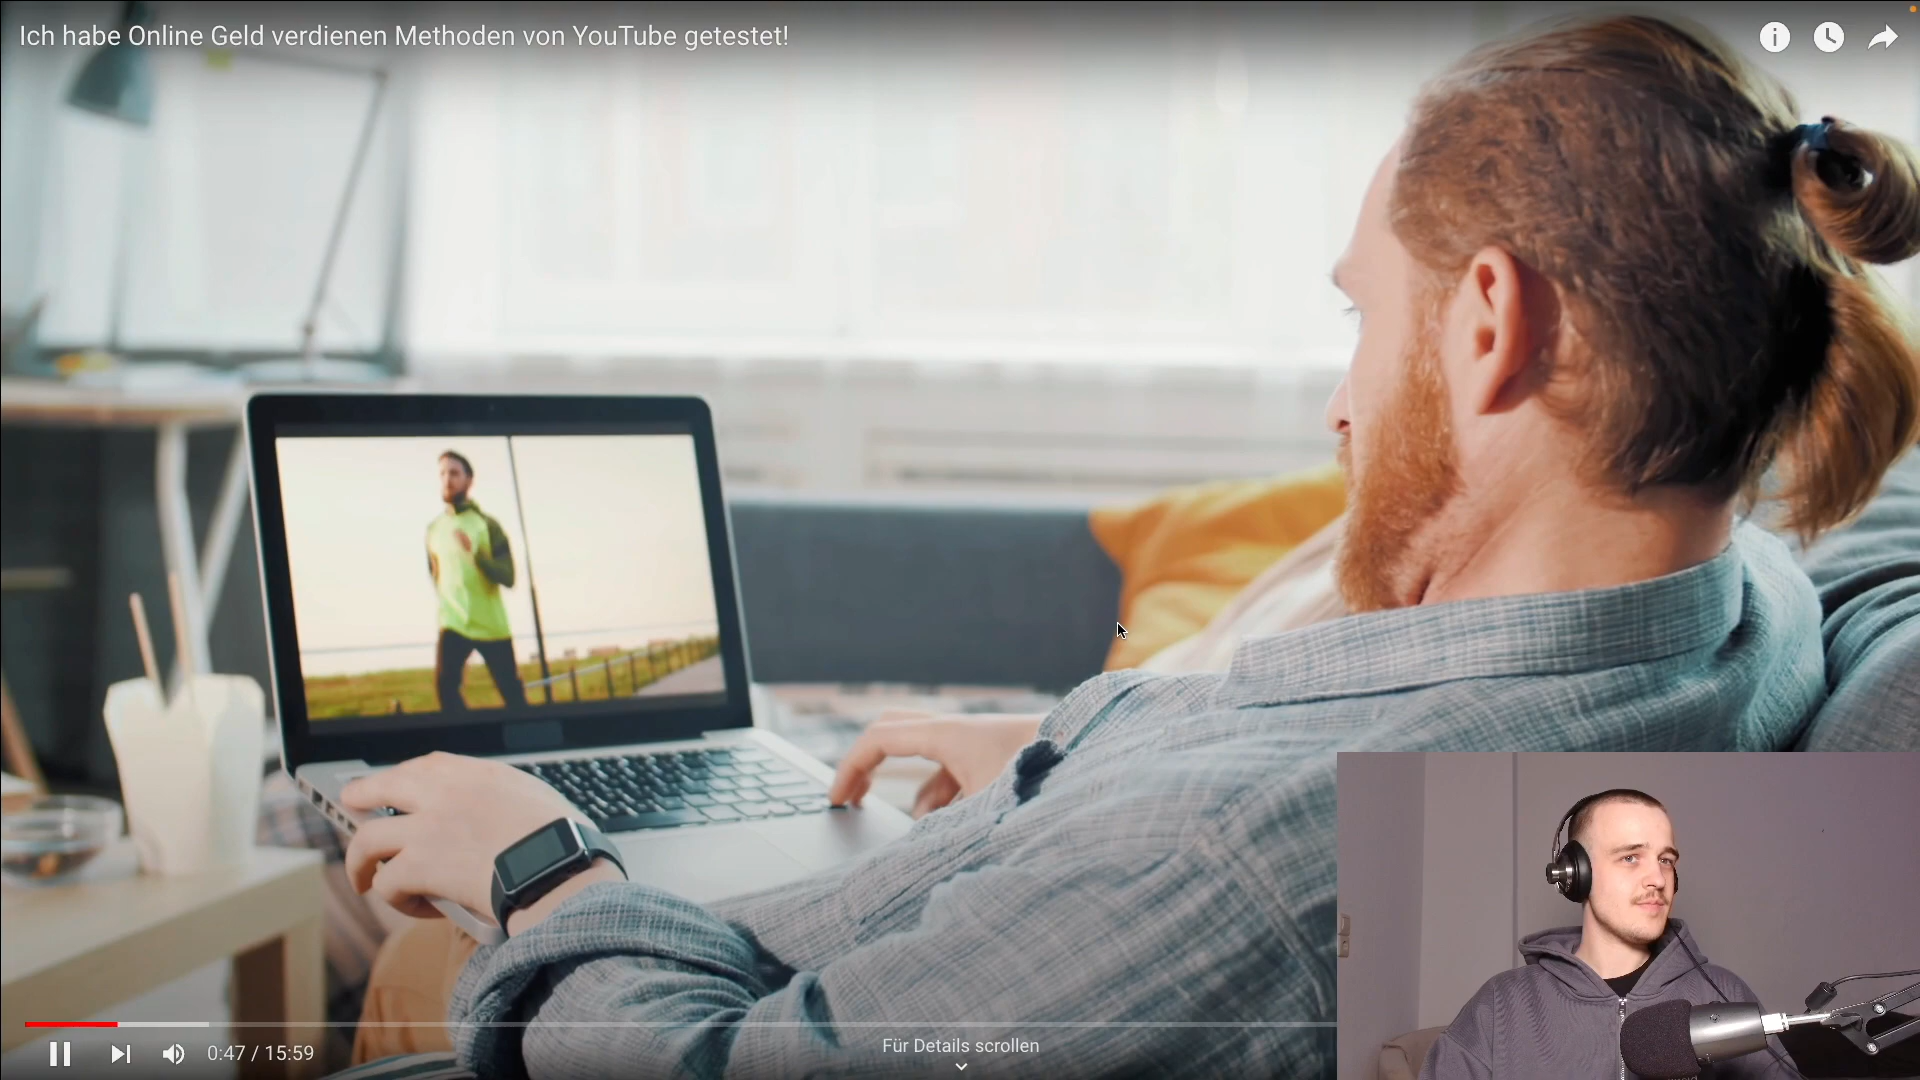 Ich habe Online Geld verdienen Methoden von YouTube getestet!
0:47 / 15:59
Für Details scrollen